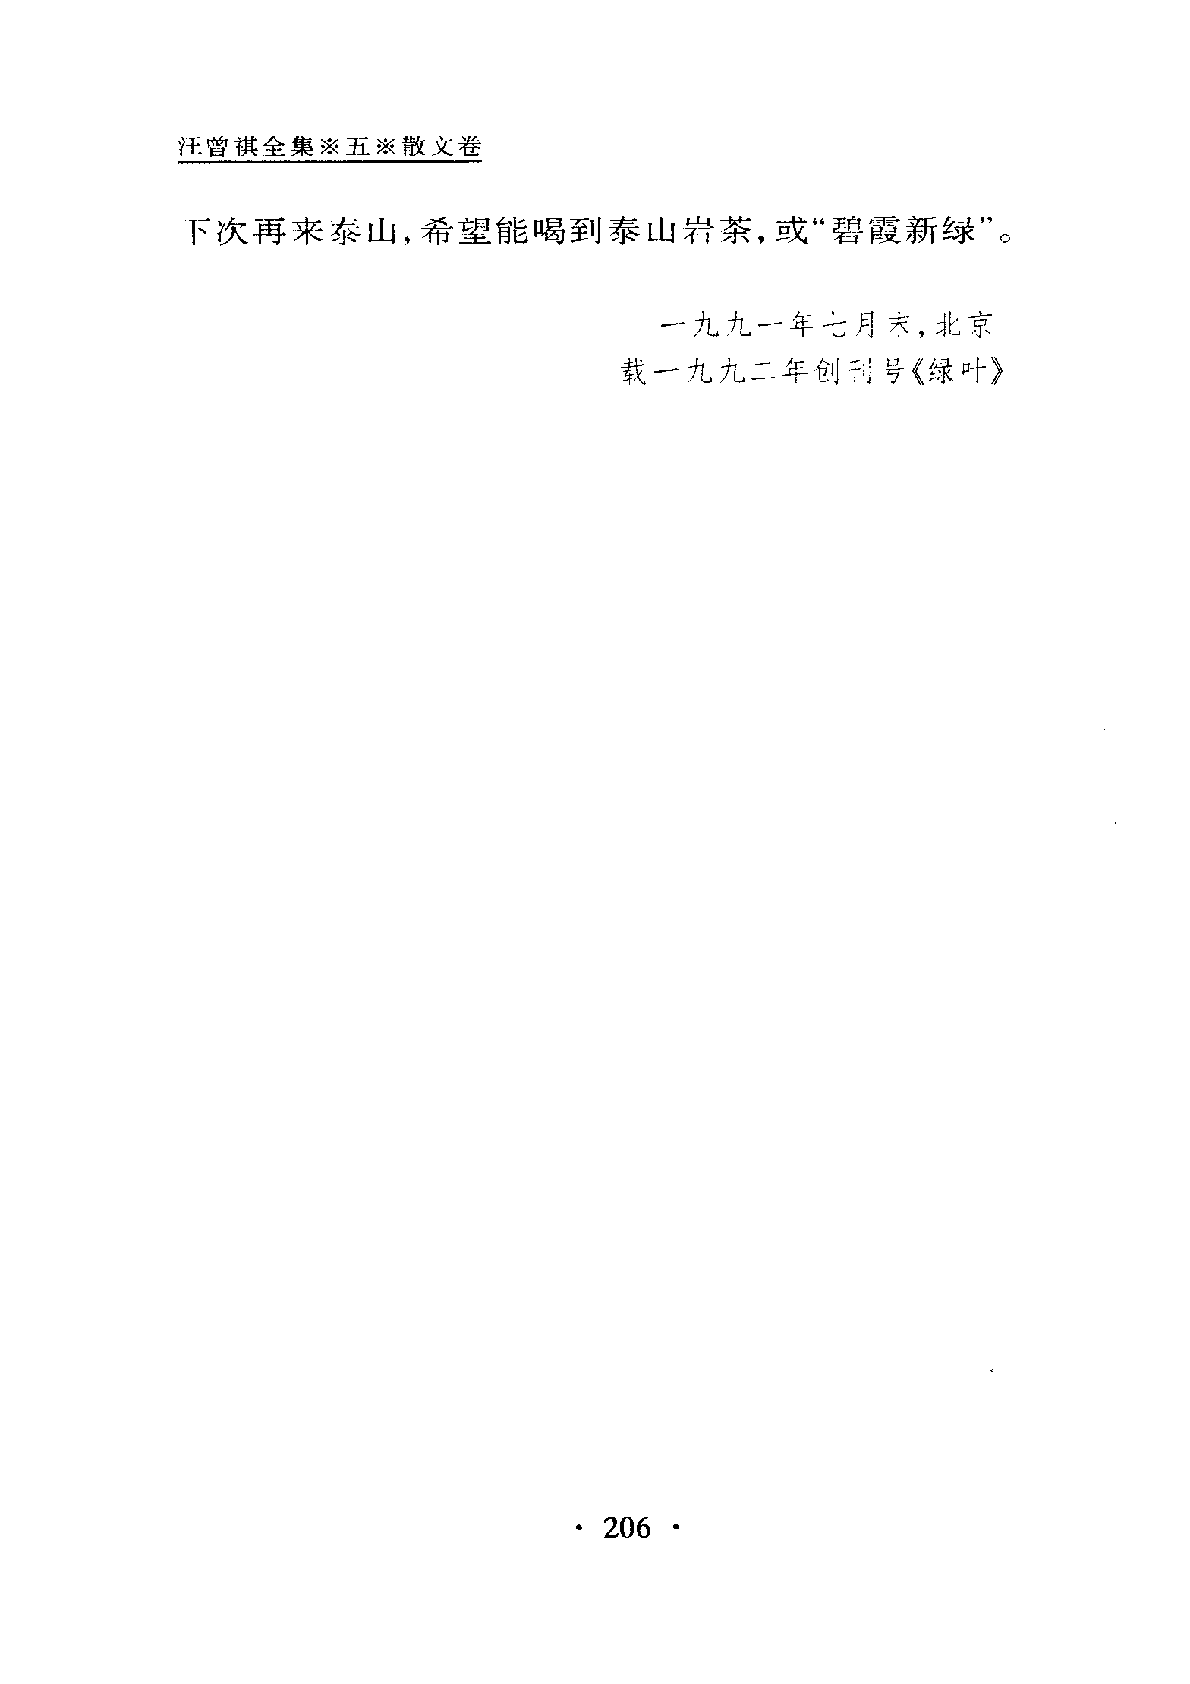 汪曾祺全集※五※散文卷
下次再来泰山,希望能喝到泰山岩茶,或“碧霞新绿”。
一九九一年七月末,北京
载一九九二年创刊号《绿叶》
· 206 ·